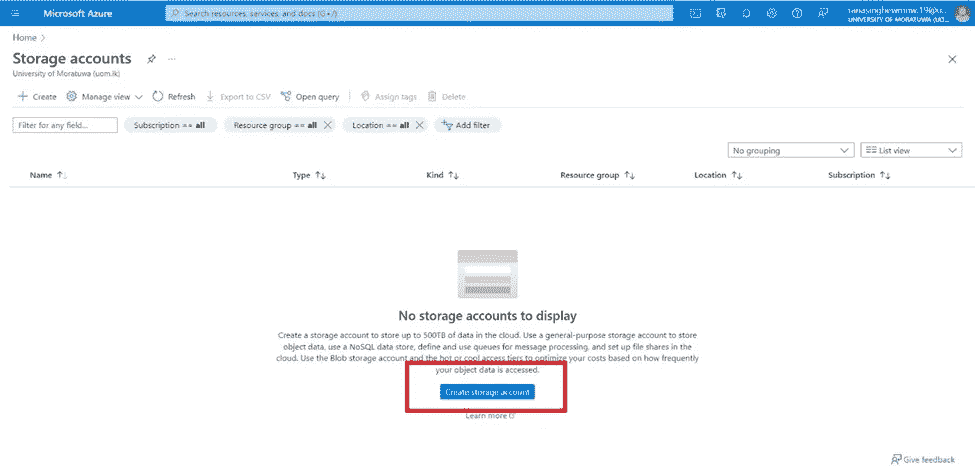 Microsoft Azure
Search resources, services, and docs (G+/)
UNIVERSITY OF MORATUWA (UO...
Home >
Storage accounts ...
University of Moratuwa (uom.lk)
Create Manage view Refresh Export to CSV Open query Assign tags Delete
Filter for any field... Subscription == all Resource group == all Location == all Add filter
No grouping List view
Name Type Kind Resource group Location Subscription
No storage accounts to display
Create a storage account to store up to 500TB of data in the cloud. Use a general-purpose storage account to store
object data, use a NoSQL data store, define and use queues for message processing, and set up file shares in the
cloud. Use the Blob storage account and the hot or cool access tiers to optimize your costs based on how frequently
your object data is accessed.
Create storage account
Learn more
Give feedback